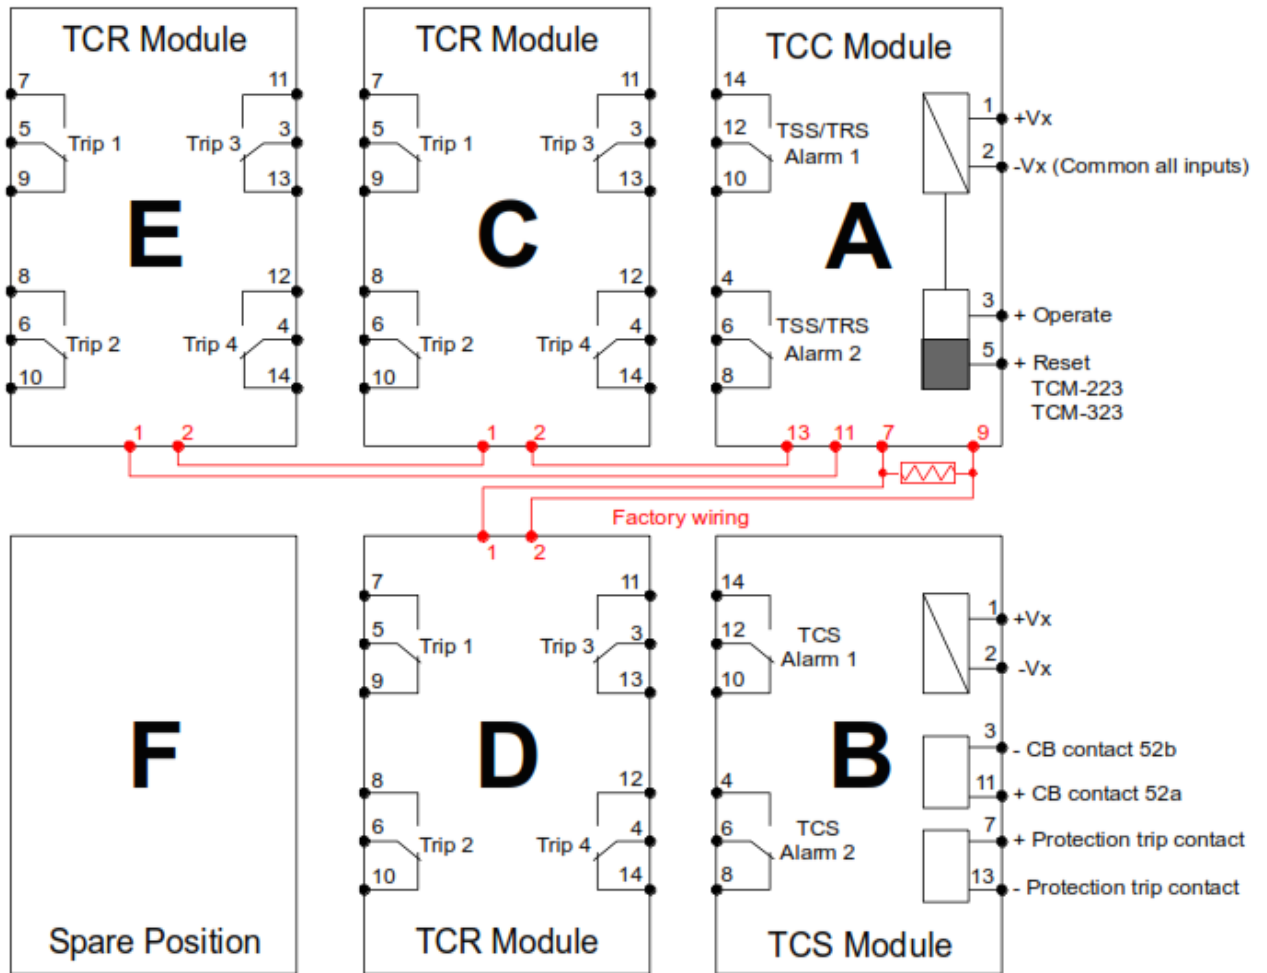 TCR Module
7
11
5
Trip 1
Trip 3
3
9
13
E
8
12
6
Trip 2
Trip 4
4
10
14
1
2
TCR Module
7
11
5
Trip 1
Trip 3
3
9
13
C
8
12
6
Trip 2
Trip 4
4
10
14
1
2
TCC Module
14
12
TSS/TRS
Alarm 1
10
1
+Vx
2
-Vx (Common all inputs)
A
4
6
TSS/TRS
Alarm 2
8
3
+ Operate
5
+ Reset
TCM-223
TCM-323
13
11
7
9
Factory wiring
F
Spare Position
1
2
7
11
5
Trip 1
Trip 3
3
9
13
D
8
12
6
Trip 2
Trip 4
4
10
14
TCR Module
14
12
TCS
Alarm 1
10
1
+Vx
2
-Vx
B
3
- CB contact 52b
11
+ CB contact 52a
4
6
TCS
Alarm 2
8
7
+ Protection trip contact
13
- Protection trip contact
TCS Module